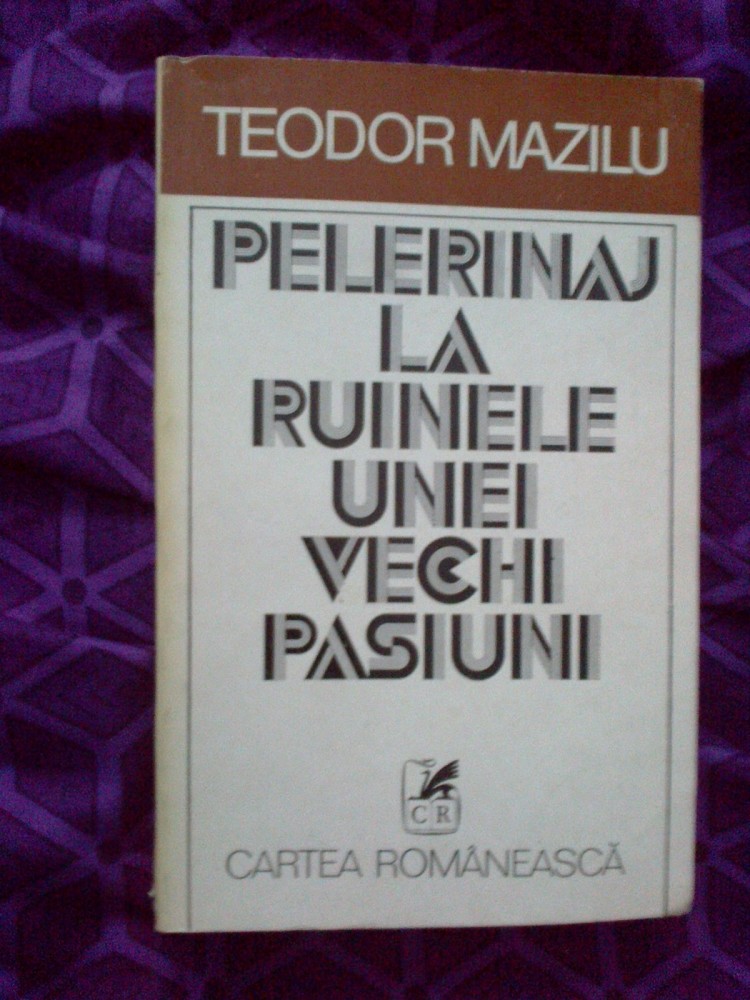 TEODOR MAZILU
PELERINAJ
LA
RUINELE
UNEI
VECHI
PASIUNI
CR
CARTEA ROMÂNEASCĂ